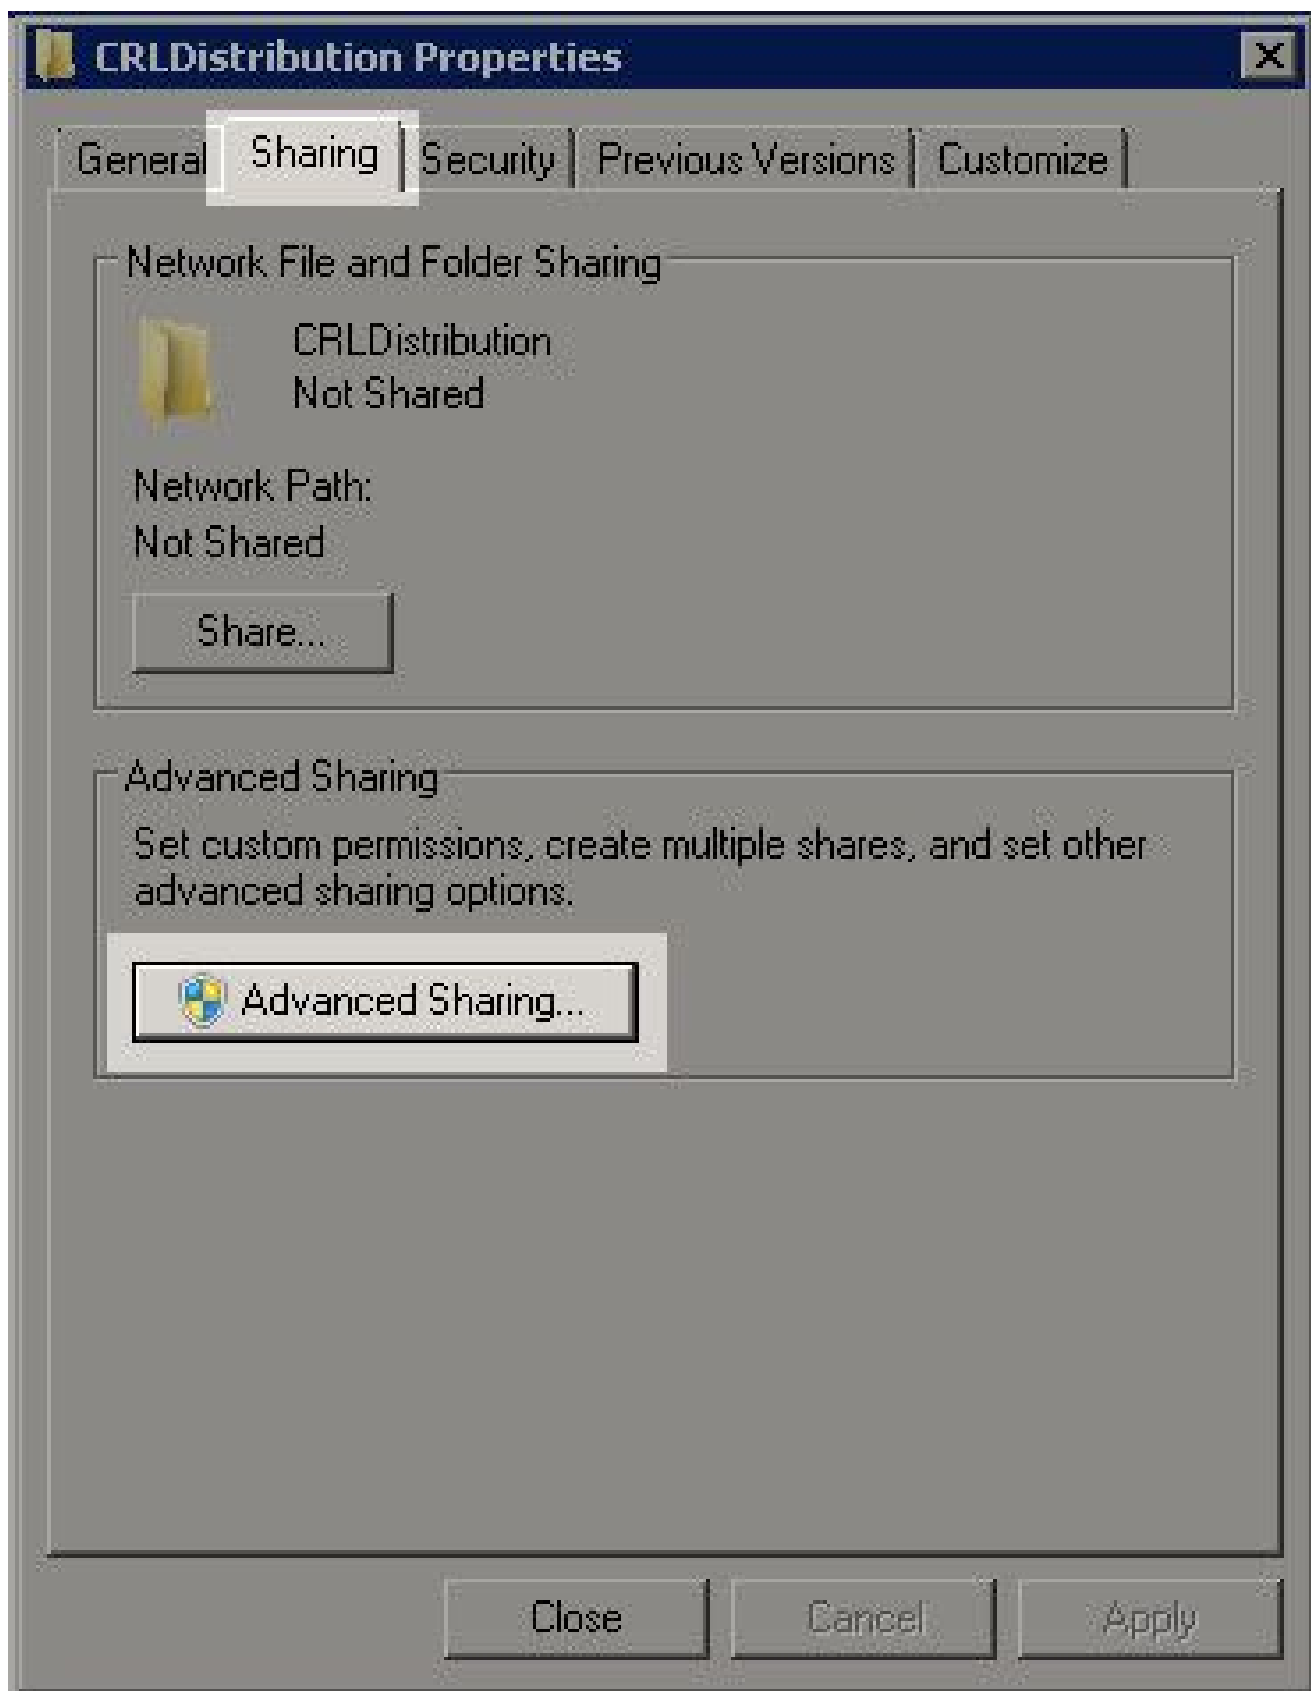 CRLDistribution Properties
General Sharing Security Previous Versions Customize
Network File and Folder Sharing
CRLDistribution
Not Shared
Network Path:
Not Shared
Share...
Advanced Sharing
Set custom permissions, create multiple shares, and set other
advanced sharing options.
Advanced Sharing...
Close Cancel Apply